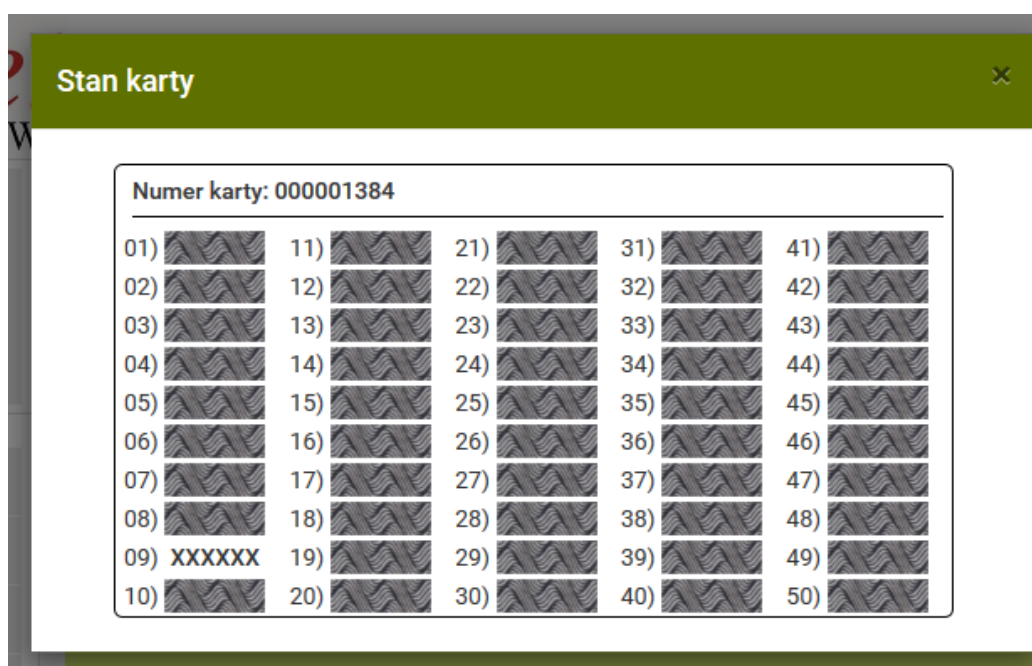 Stan karty ×
Numer karty: 000001384
01) 11) 21) 31) 41)
02) 12) 22) 32) 42)
03) 13) 23) 33) 43)
04) 14) 24) 34) 44)
05) 15) 25) 35) 45)
06) 16) 26) 36) 46)
07) 17) 27) 37) 47)
08) 18) 28) 38) 48)
09) XXXXXX 19) 29) 39) 49)
10) 20) 30) 40) 50)